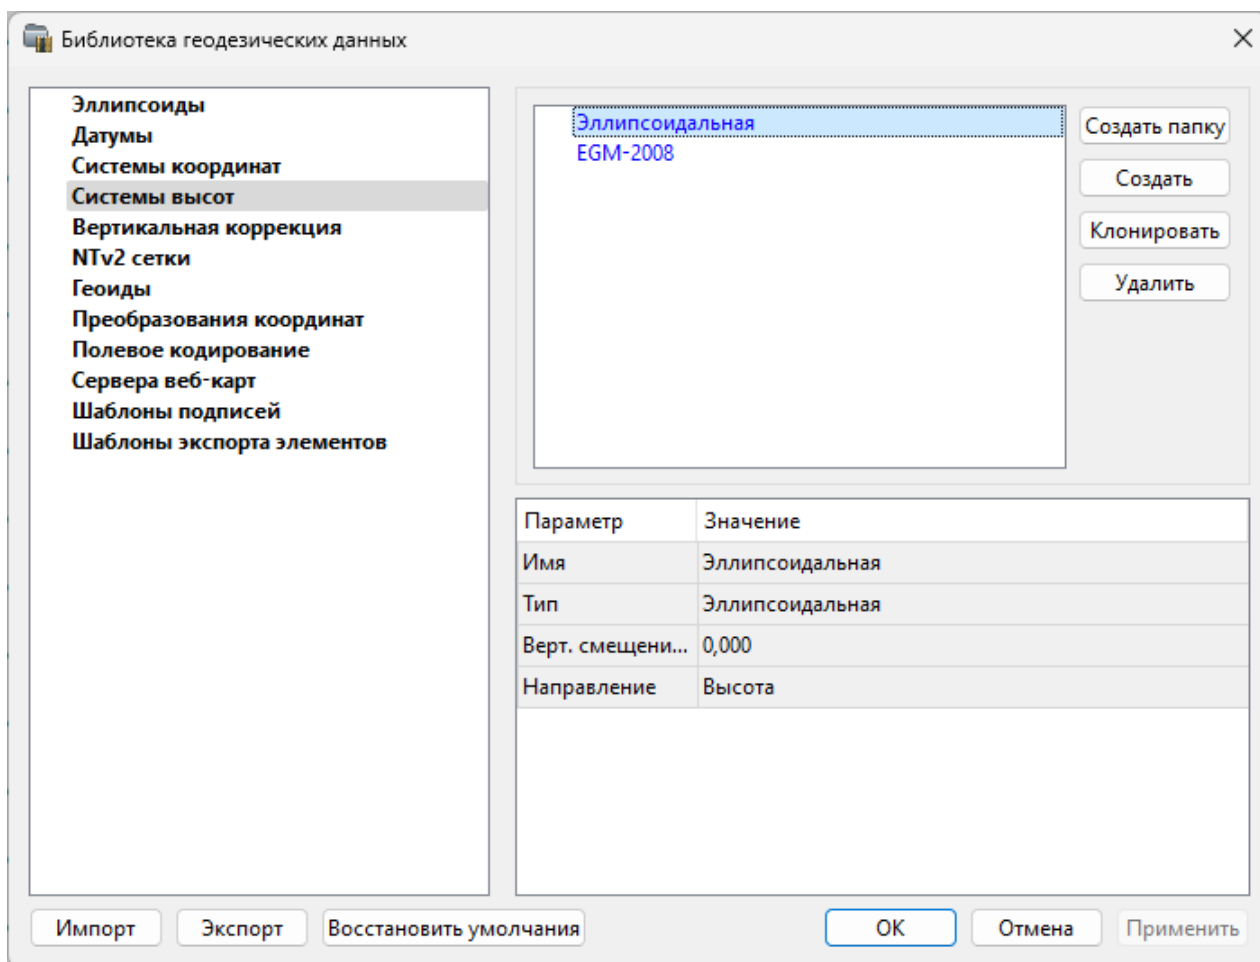 Библиотека геодезических данных
Эллипсоиды
Датумы
Системы координат
Системы высот
Вертикальная коррекция
NTv2 сетки
Геоиды
Преобразования координат
Полевое кодирование
Сервера веб-карт
Шаблоны подписей
Шаблоны экспорта элементов
Эллипсоидальная
EGM-2008
Создать папку
Создать
Клонировать
Удалить
Параметр Значение
Имя Эллипсоидальная
Тип Эллипсоидальная
Верт. смещени... 0,000
Направление Высота
Импорт Экспорт Восстановить умолчания ОК Отмена Применить